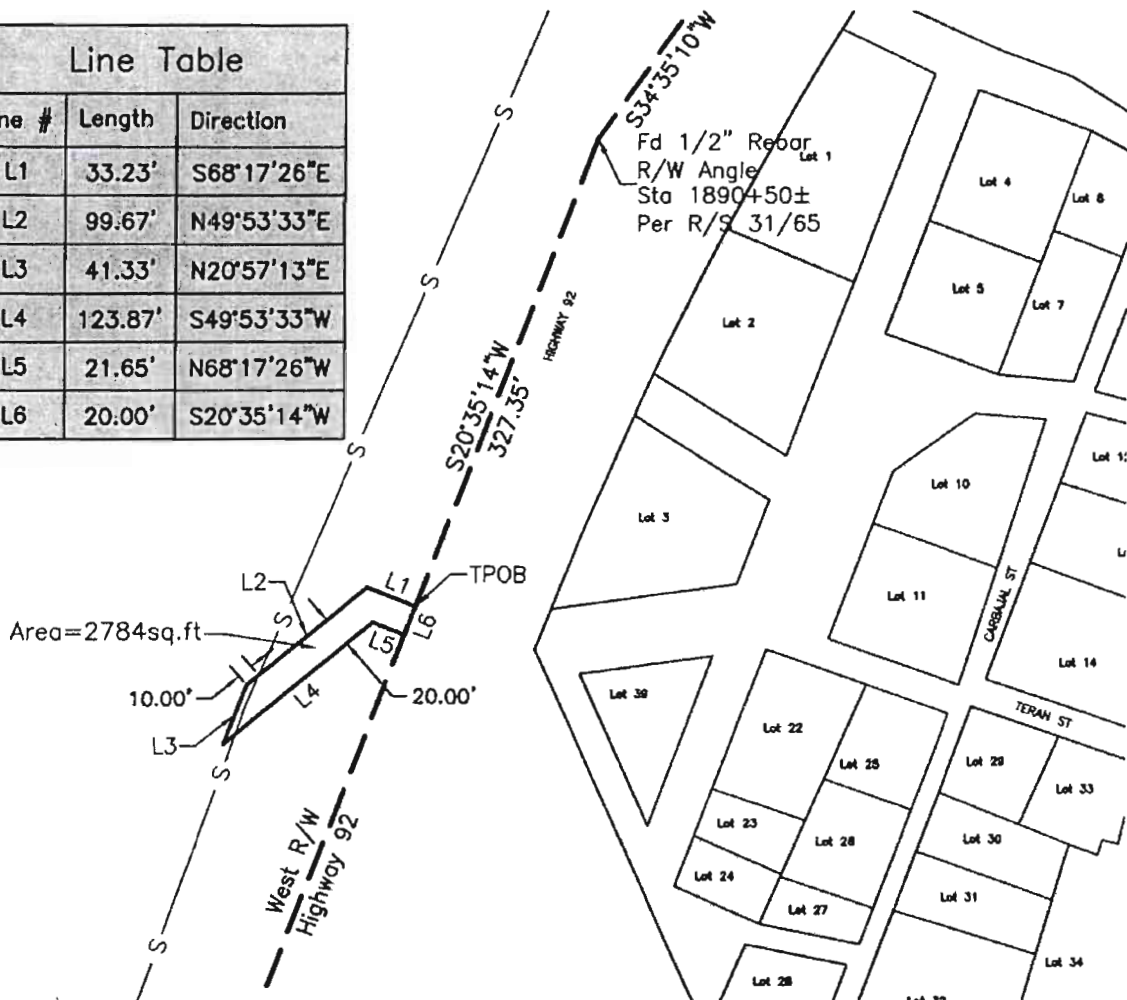 Line Table
ne # Length Direction
L1 33.23' S68°17'26"E
L2 99.67' N49°53'33"E
L3 41.33' N20°57'13"E
L4 123.87' S49°53'33"W
L5 21.65' N68°17'26"W
L6 20.00' S20°35'14"W
S34°35'10"W
Fd 1/2" Rebar
R/W Angle
Sta 1890+50±
Per R/S 31/65
S
S
S
S
S
S
S20°35'14"W
327.35'
HIGHWAY 92
TPOB
L1
L2
L6
L5
Area=2784sq.ft
10.00'
L4
20.00'
L3
West R/W
Highway 92
Lot 1
Lot 2
Lot 3
Lot 4
Lot 5
Lot 7
Lot 10
Lot 11
CARBAJAL ST
Lot 14
TERAN ST
Lot 39
Lot 22
Lot 25
Lot 29
Lot 33
Lot 23
Lot 30
Lot 24
Lot 31
Lot 27
Lot 34